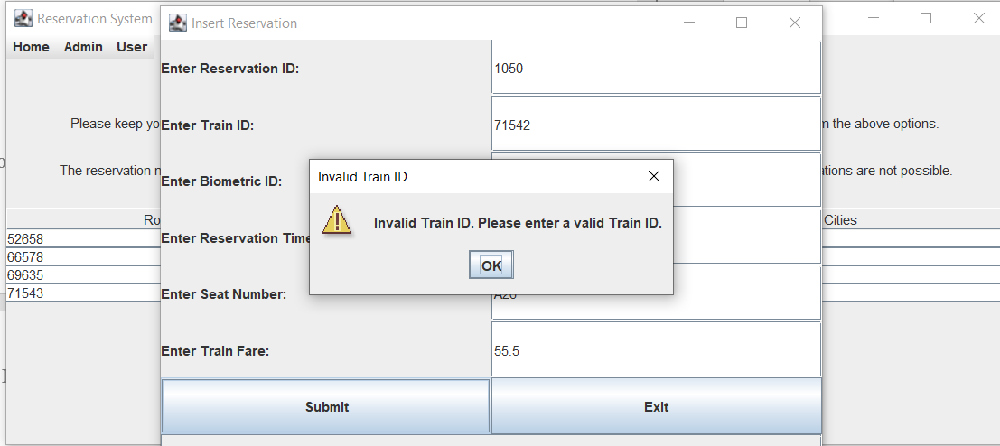 Reservation System
Insert Reservation
Home Admin User
Enter Reservation ID:
1050
Please keep
the above options.
Enter Train ID:
71542
The reservation
are not possible.
Invalid Train ID
Enter Biometric ID:
Invalid Train ID. Please enter a valid Train ID.
Cities
52658
66578
69635
71543
Enter Reservation Time
OK
Enter Seat Number:
A20
Enter Train Fare:
55.5
Submit
Exit